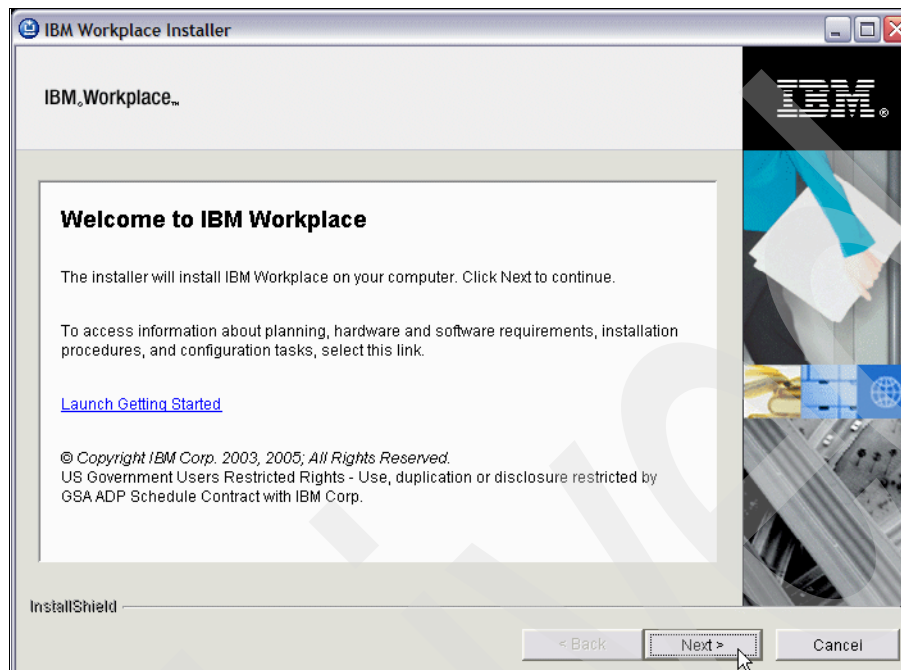 IBM Workplace Installer
IBM Workplace™
IBM®
Welcome to IBM Workplace
The installer will install IBM Workplace on your computer. Click Next to continue.
To access information about planning, hardware and software requirements, installation
procedures, and configuration tasks, select this link.
Launch Getting Started
© Copyright IBM Corp. 2003, 2005; All Rights Reserved.
US Government Users Restricted Rights - Use, duplication or disclosure restricted by
GSA ADP Schedule Contract with IBM Corp.
InstallShield
< Back
Next >
Cancel